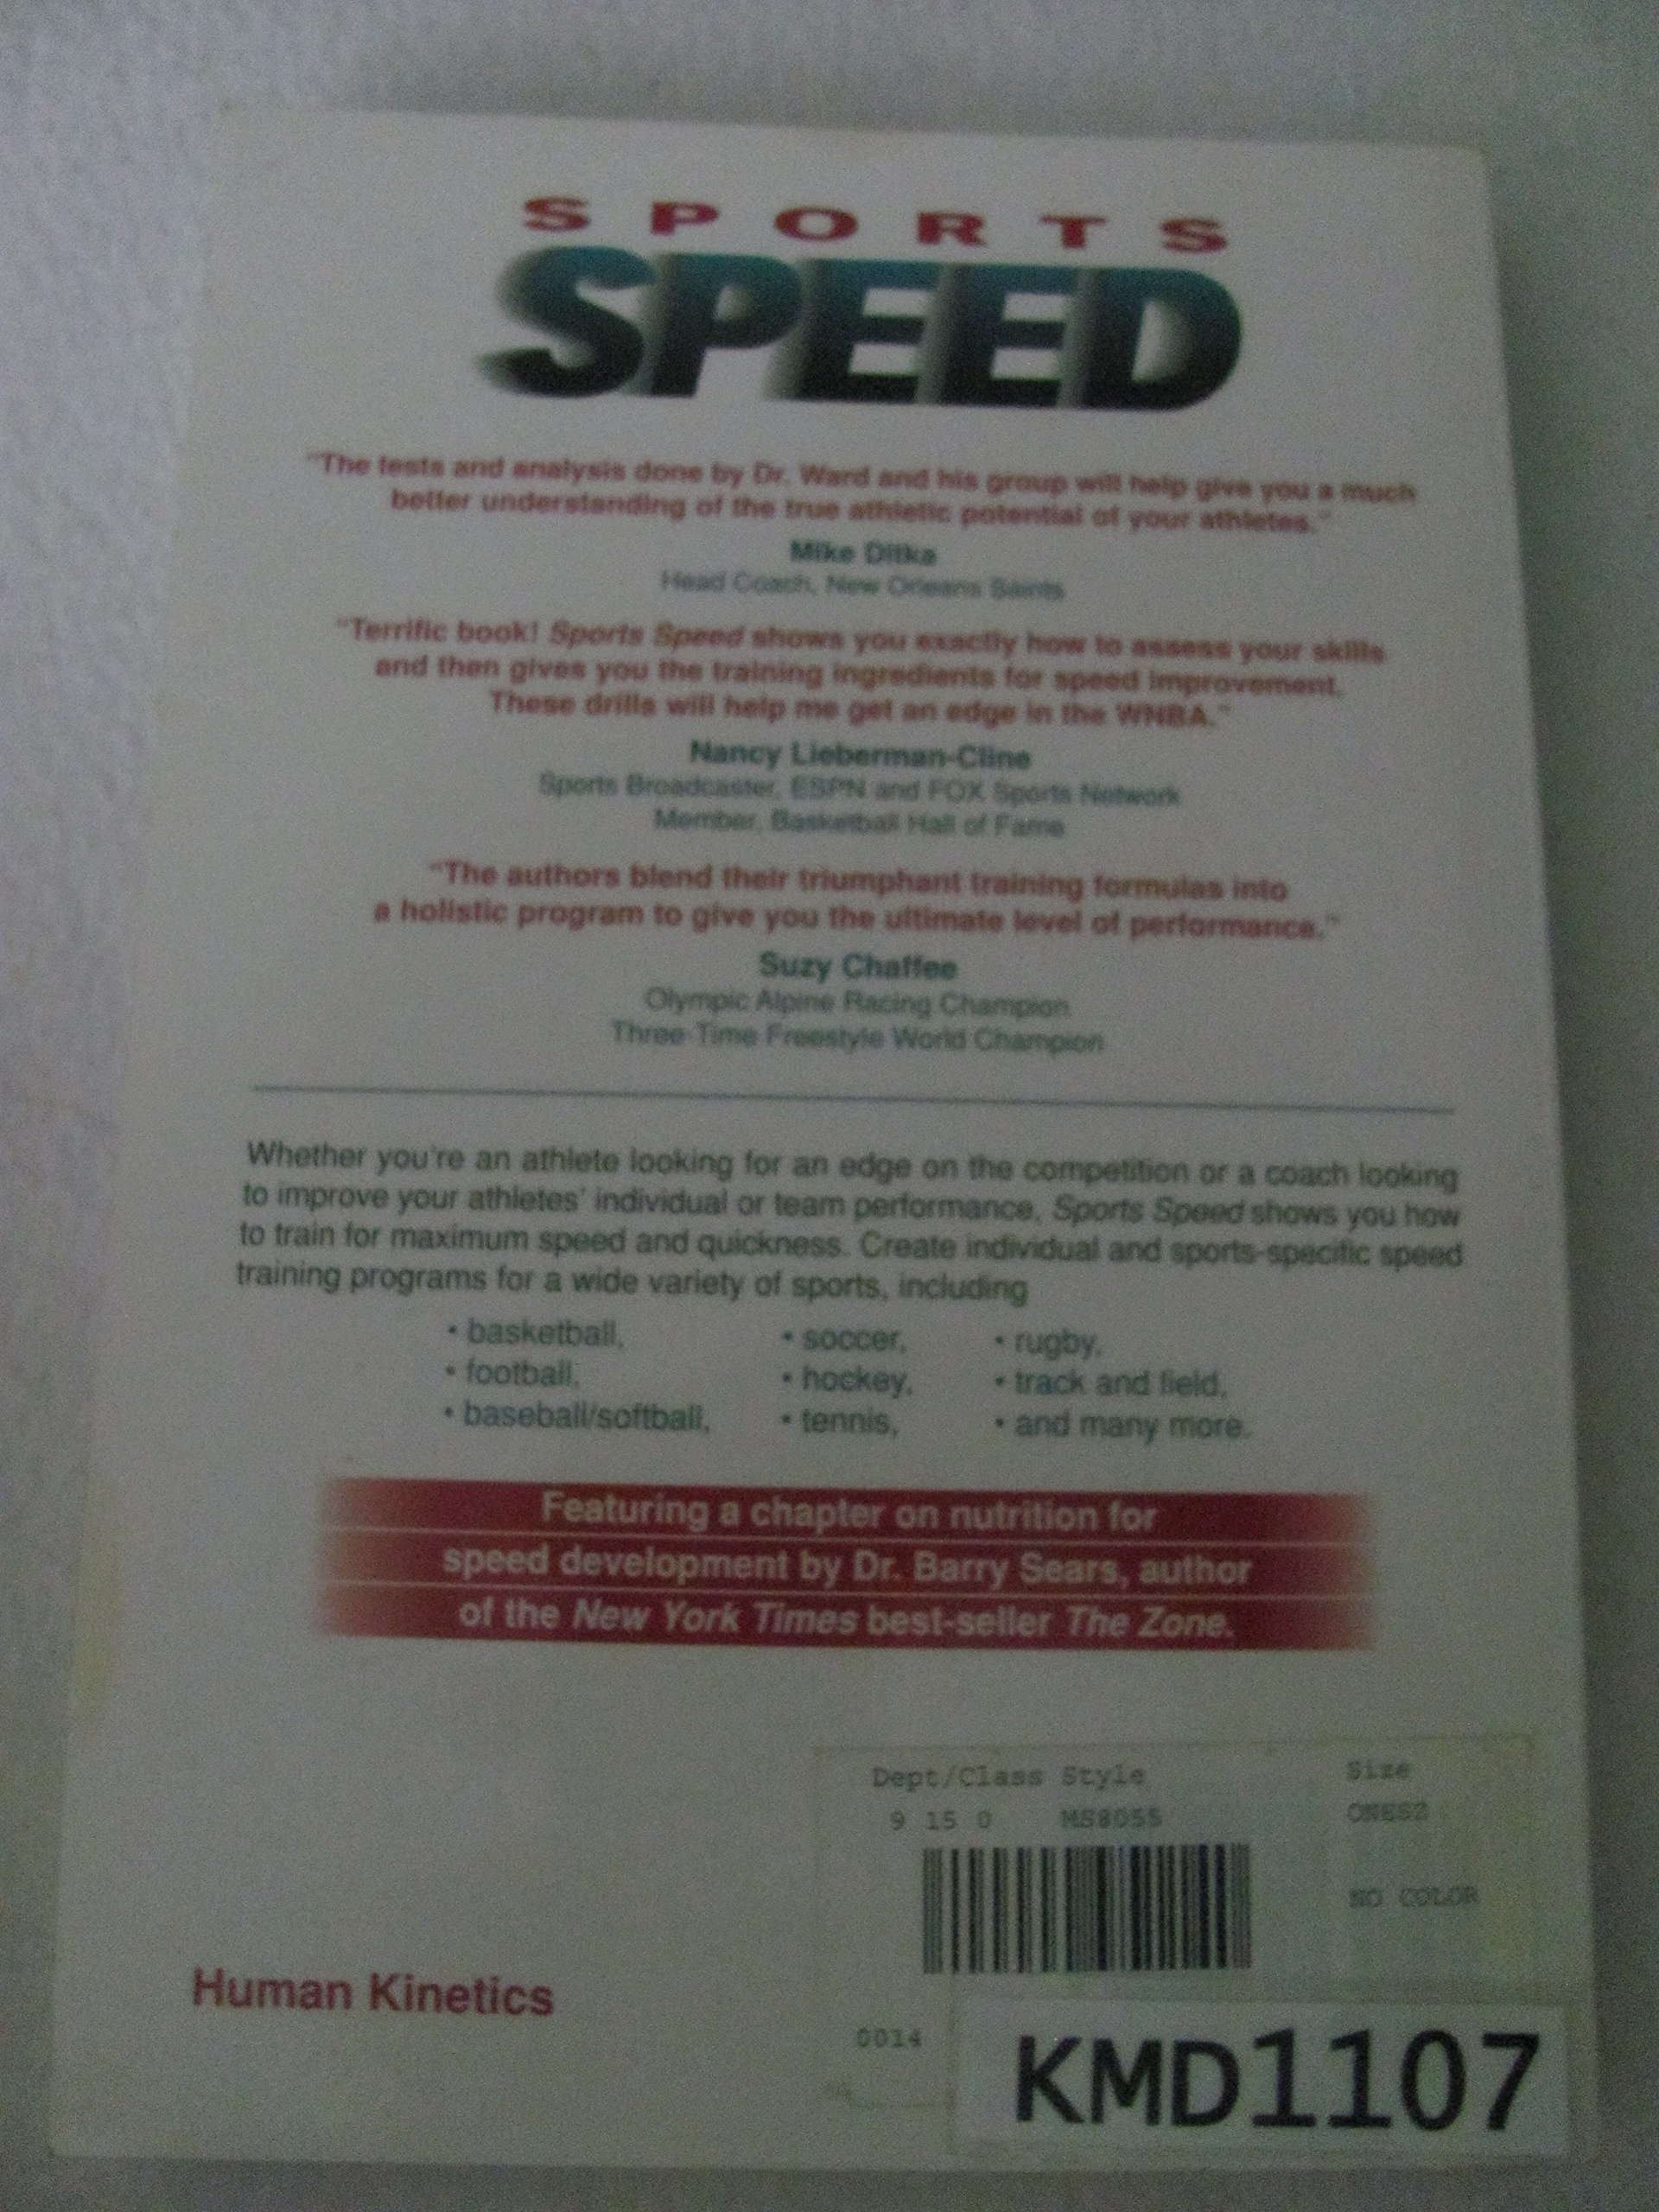 SPORTS
SPEED
"The tests and analysis done by Dr. Ward and his group will help give you a much
better understanding of the true athletic potential of your athletes."
Mike Ditka
Head Coach, New Orleans Saints
"Terrific book! Sports Speed shows you exactly how to assess your skills
and then gives you the training ingredients for speed improvement.
These drills will help me get an edge in the WNBA."
Nancy Lieberman-Cline
Sports Broadcaster, ESPN and FOX Sports Network
Member, Basketball Hall of Fame
"The authors blend their triumphant training formulas into
a holistic program to give you the ultimate level of performance."
Suzy Chaffee
Olympic Alpine Racing Champion
Three-Time Freestyle World Champion
Whether you're an athlete looking for an edge on the competition or a coach looking
to improve your athletes' individual or team performance, Sports Speed shows you how
to train for maximum speed and quickness. Create individual and sports-specific speed
training programs for a wide variety of sports, including
• basketball,
• football,
• baseball/softball,
• soccer,
• hockey,
• tennis,
• rugby,
• track and field,
• and many more.
Featuring a chapter on nutrition for
speed development by Dr. Barry Sears, author
of the New York Times best-seller The Zone.
Dept/Class Style Size
9 15 0 MS8055 ONESZ
NO COLOR
Human Kinetics
0014
KMD1107